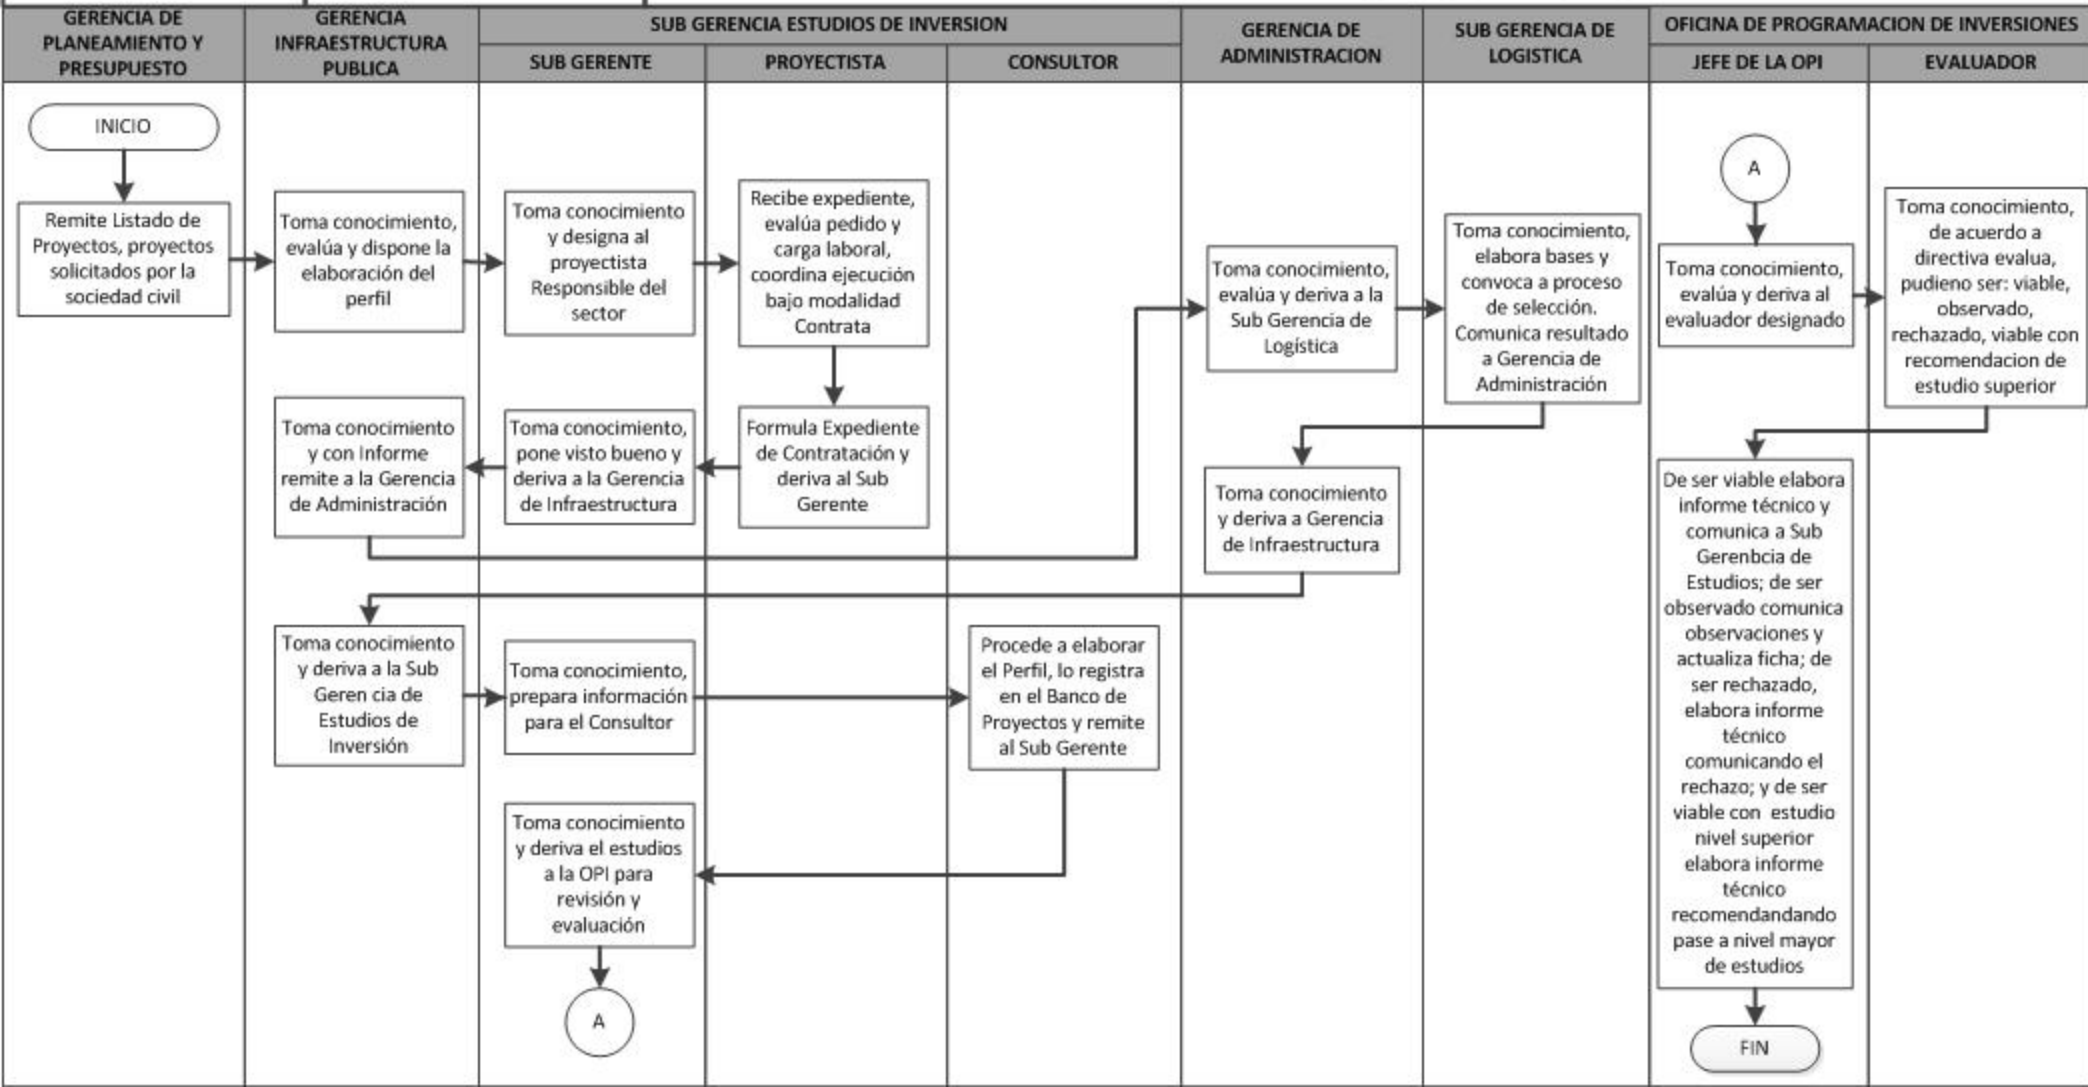 GERENCIA DE
PLANEAMIENTO Y
PRESUPUESTO
GERENCIA
INFRAESTRUCTURA
PUBLICA
SUB GERENCIA ESTUDIOS DE INVERSION
SUB GERENTE
PROYECTISTA
CONSULTOR
GERENCIA DE
ADMINISTRACION
SUB GERENCIA DE
LOGISTICA
OFICINA DE PROGRAMACION DE INVERSIONES
JEFE DE LA OPI
EVALUADOR
INICIO
Remite Listado de
Proyectos, proyectos
solicitados por la
sociedad civil
Toma conocimiento,
evalúa y dispone la
elaboración del
perfil
Toma conocimiento
y designa al
proyectista
Responsible del
sector
Recibe expediente,
evalúa pedido y
carga laboral,
coordina ejecución
bajo modalidad
Contrata
Formula Expediente
de Contratación y
deriva al Sub
Gerente
Toma conocimiento,
pone visto bueno y
deriva a la Gerencia
de Infraestructura
Toma conocimiento
y con Informe
remite a la Gerencia
de Administración
Toma conocimiento,
evalúa y deriva a la
Sub Gerencia de
Logística
Toma conocimiento,
elabora bases y
convoca a proceso
de selección.
Comunica resultado
a Gerencia de
Administración
Toma conocimiento
y deriva a Gerencia
de Infraestructura
Toma conocimiento
y deriva a la Sub
Geren cia de
Estudios de
Inversión
Toma conocimiento,
prepara información
para el Consultor
Procede a elaborar
el Perfil, lo registra
en el Banco de
Proyectos y remite
al Sub Gerente
Toma conocimiento
y deriva el estudios
a la OPI para
revisión y
evaluación
A
A
Toma conocimiento,
evalúa y deriva al
evaluador designado
Toma conocimiento,
de acuerdo a
directiva evalua,
pudieno ser: viable,
observado,
rechazado, viable con
recomendacion de
estudio superior
De ser viable elabora
informe técnico y
comunica a Sub
Gerenbcia de
Estudios; de ser
observado comunica
observaciones y
actualiza ficha; de
ser rechazado,
elabora informe
técnico
comunicando el
rechazo; y de ser
viable con estudio
nivel superior
elabora informe
técnico
recomendandando
pase a nivel mayor
de estudios
FIN